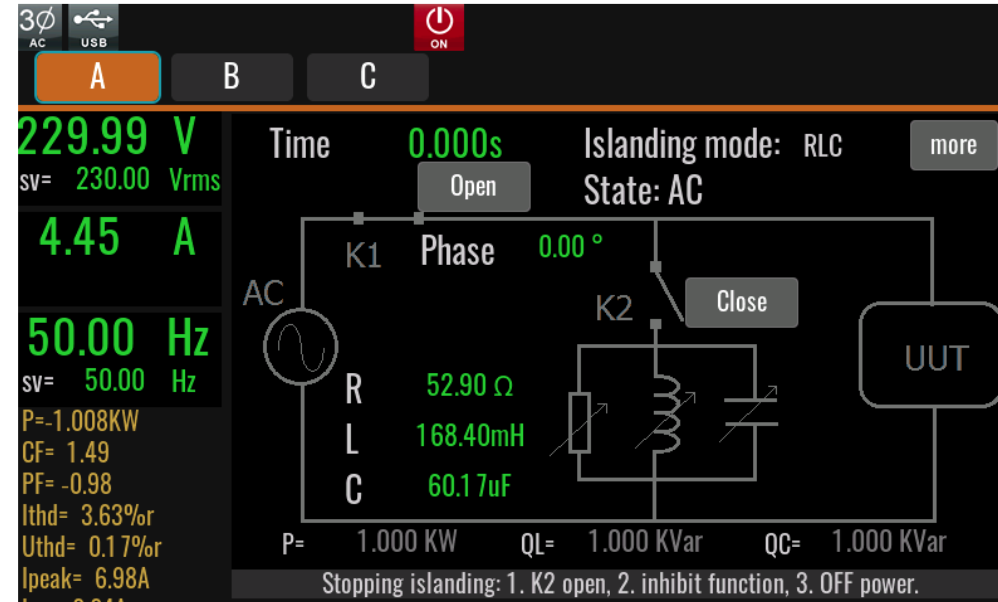 3Ø
AC
USB
ON
A B C
229.99 V
sv= 230.00 Vrms
4.45 A
50.00 Hz
sv= 50.00 Hz
P=-1.008KW
CF= 1.49
PF= -0.98
Ithd= 3.63%r
Uthd= 0.17%r
Ipeak= 6.98A
Time 0.000s
Islanding mode: RLC
more
Open
State: AC
K1
Phase 0.00 °
AC
K2
Close
UUT
R 52.90 Ω
L 168.40mH
C 60.17uF
P= 1.000 KW QL= 1.000 KVar QC= 1.000 KVar
Stopping islanding: 1. K2 open, 2. inhibit function, 3. OFF power.